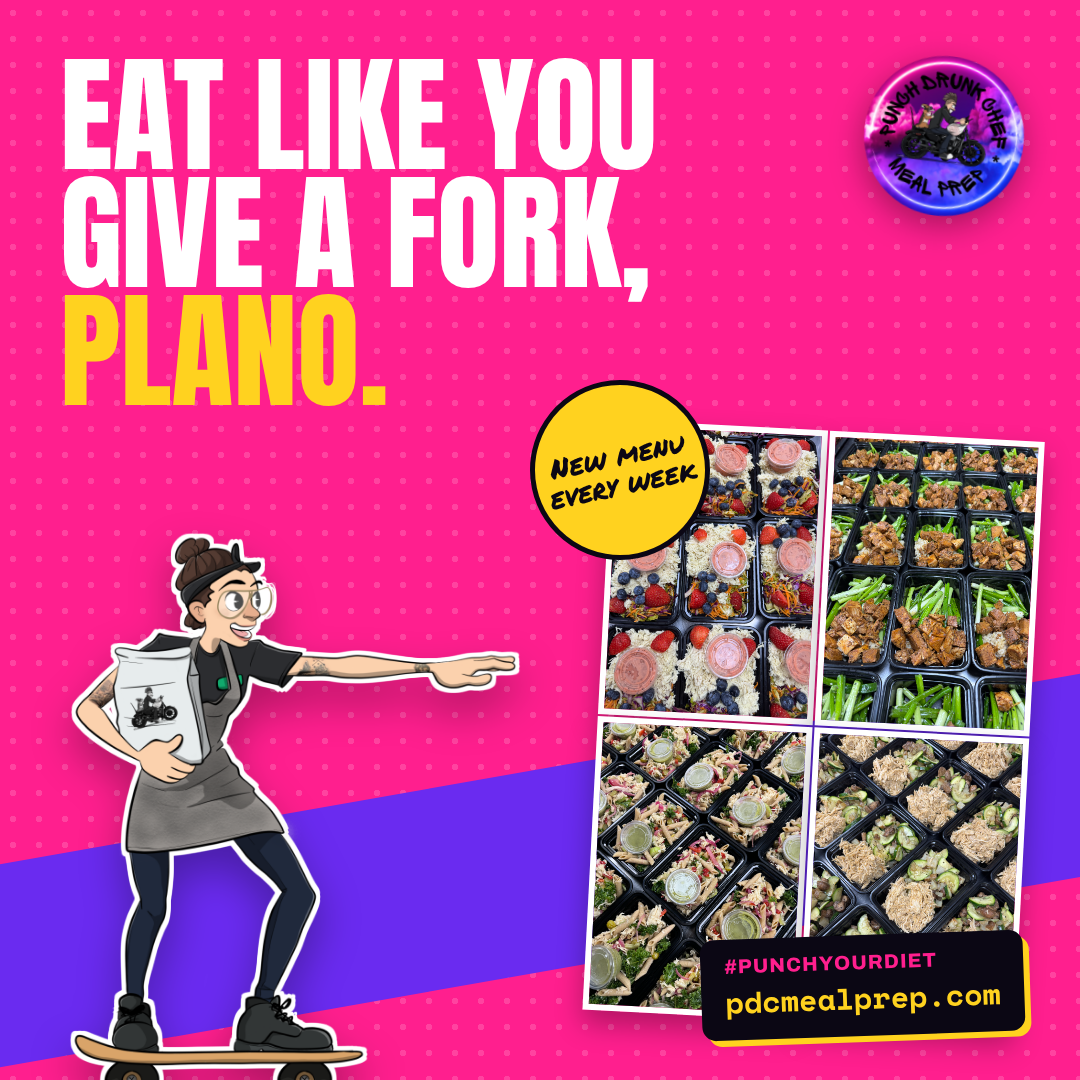 EAT LIKE YOU
GIVE A FORK,
PLANO.
PUNCH DRUNK CHEF
MEAL PREP
NEW MENU
EVERY WEEK
#PUNCHYOURDIET
pdcmealprep.com